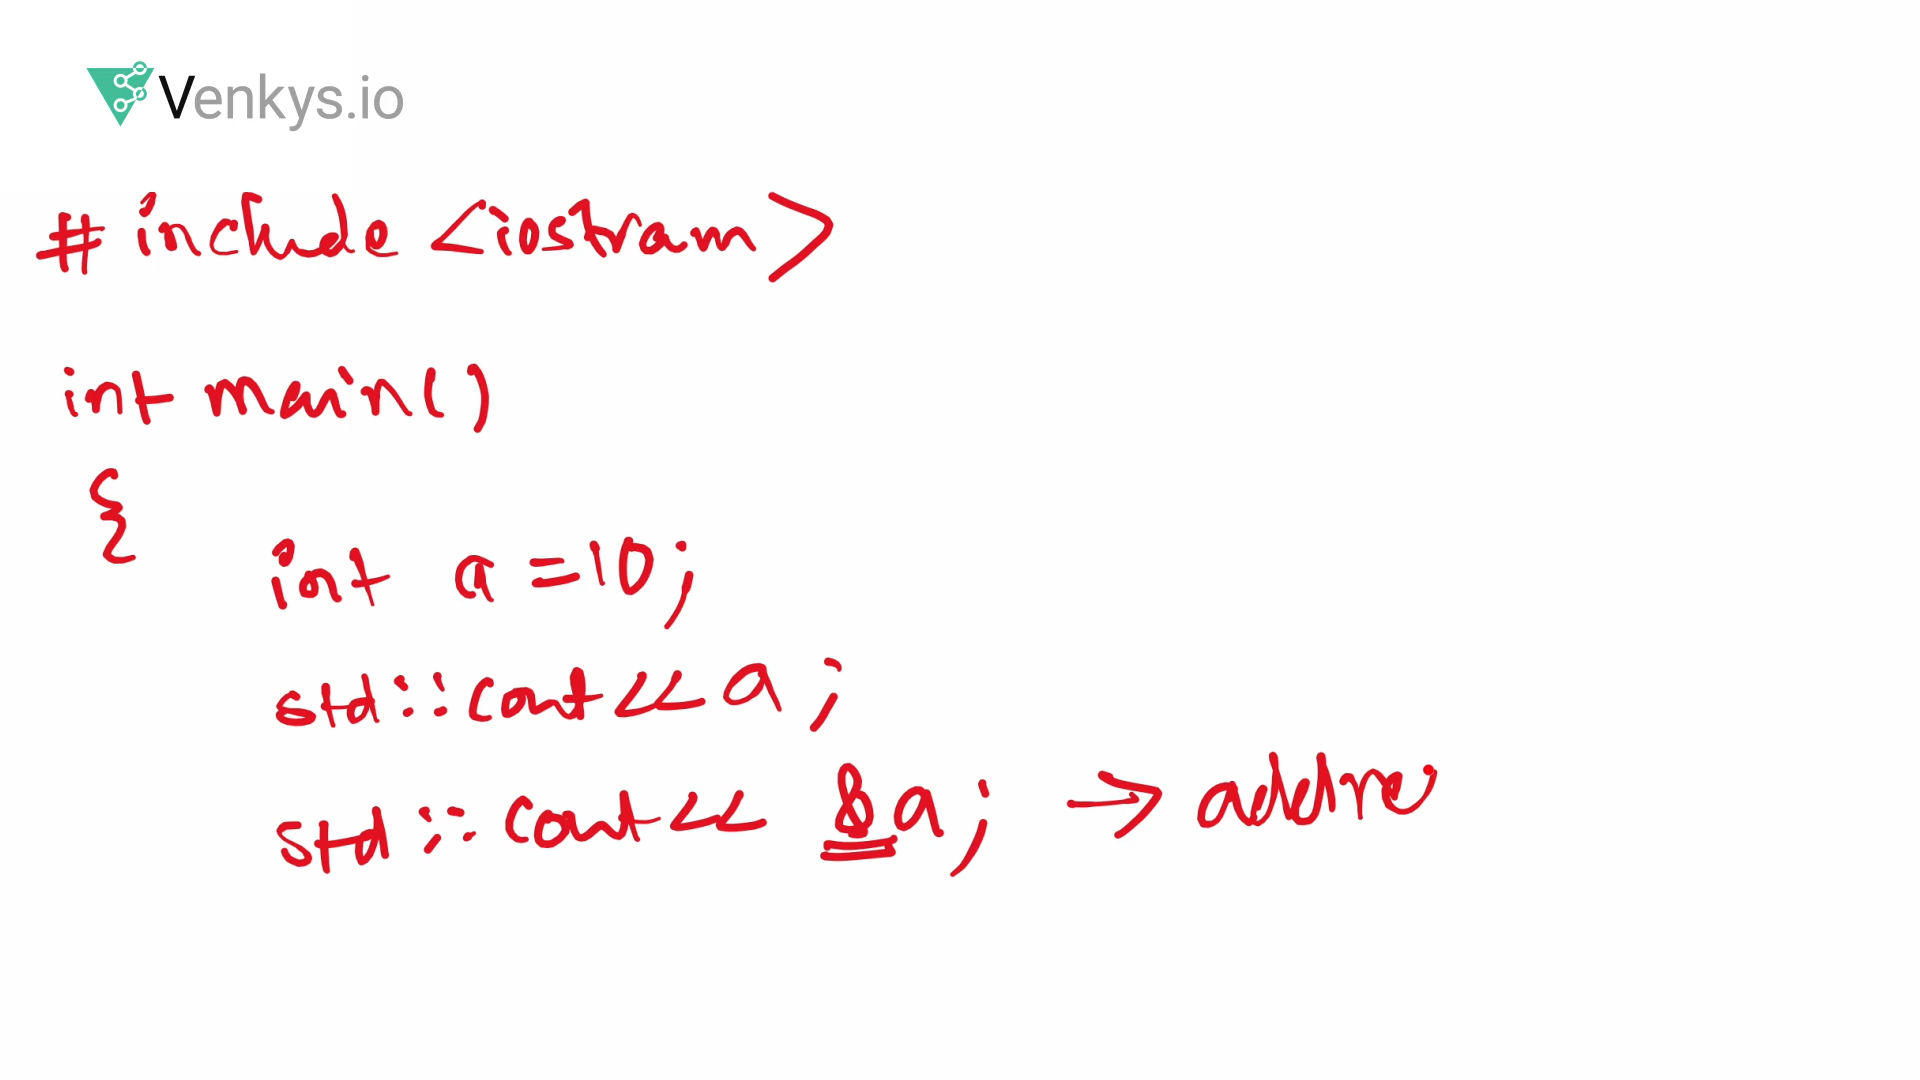 Venkys.io
# include <iostram>
int main()
{
int a = 10;
std::cout<< a ;
std::cout<< &a; → addre